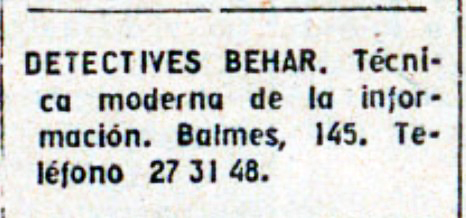 DETECTIVES BEHAR. Técni-
ca moderna de la infor-
mación. Balmes, 145. Te-
léfono 27 31 48.